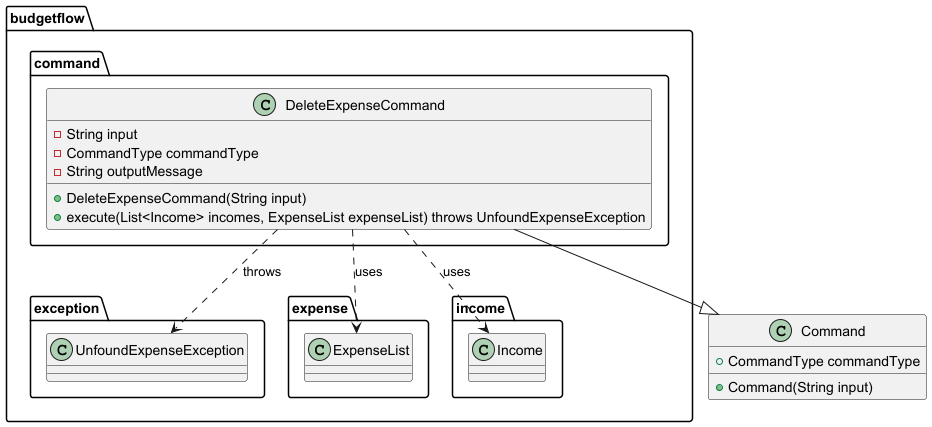 budgetflow
command
C DeleteExpenseCommand
String input
CommandType commandType
String outputMessage
DeleteExpenseCommand(String input)
execute(List<Income> incomes, ExpenseList expenseList) throws UnfoundExpenseException
throws
uses
uses
exception
expense
income
C UnfoundExpenseException
C ExpenseList
C Income
C Command
CommandType commandType
Command(String input)